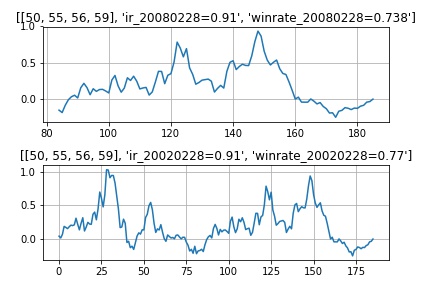 [[50, 55, 56, 59], 'ir_20080228=0.91', 'winrate_20080228=0.738']
1.0
0.5
0.0
80 100 120 140 160 180
[[50, 55, 56, 59], 'ir_20020228=0.91', 'winrate_20020228=0.77']
1.0
0.5
0.0
0 25 50 75 100 125 150 175